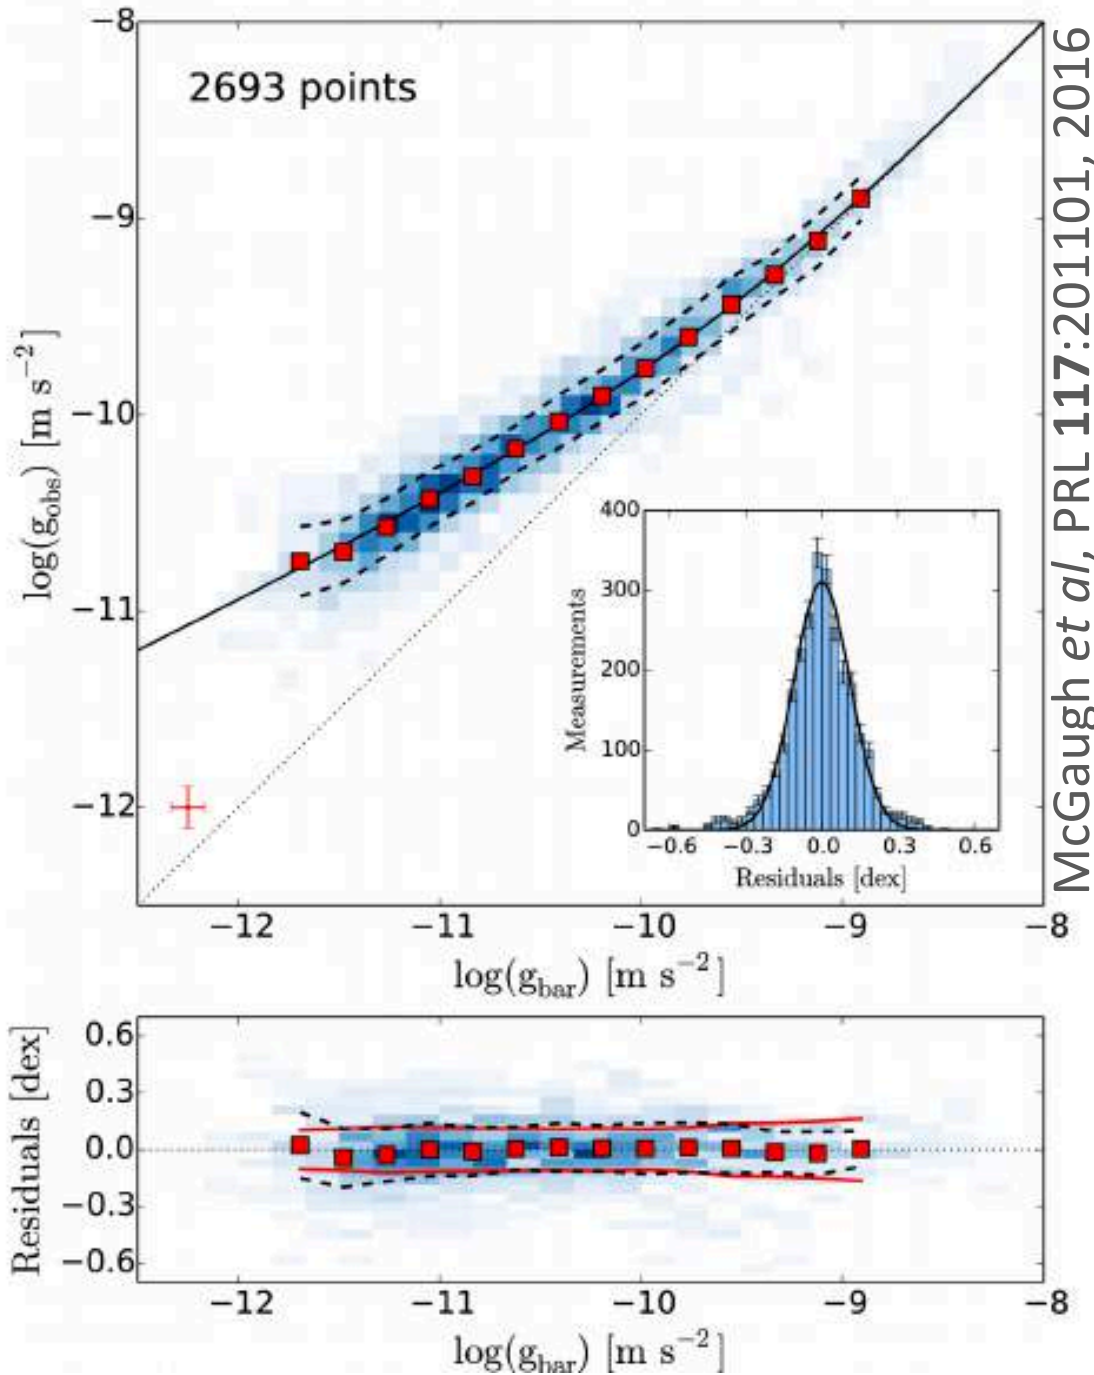 −8
2693 points
−9
−10
−11
−12
log(g_obs) [m s⁻²]
400
300
200
100
0
Measurements
−0.6 −0.3 0.0 0.3 0.6
Residuals [dex]
−12 −11 −10 −9 −8
log(g_bar) [m s⁻²]
McGaugh et al, PRL 117:201101, 2016
0.6
0.3
0.0
−0.3
−0.6
Residuals [dex]
−12 −11 −10 −9 −8
log(g_bar) [m s⁻²]